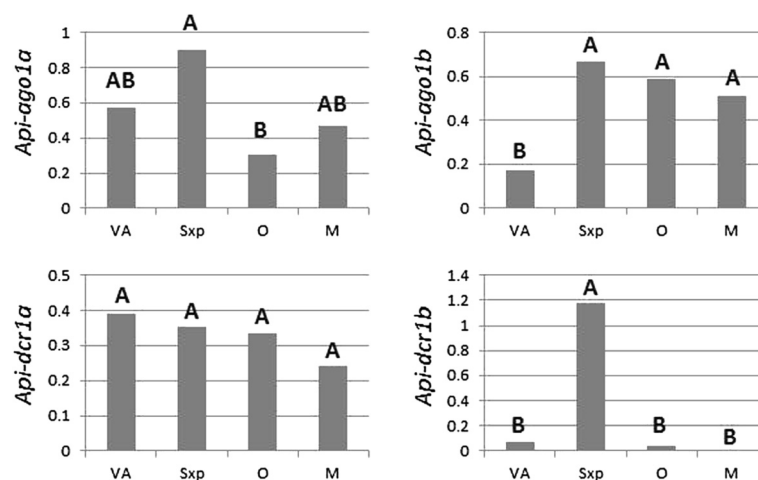 Api-ago1a
1
0.8
0.6
0.4
0.2
0
AB
A
B
AB
VA Sxp O M
Api-ago1b
0.8
0.6
0.4
0.2
0
B
A
A
A
VA Sxp O M
Api-dcr1a
0.5
0.4
0.3
0.2
0.1
0
A
A
A
A
VA Sxp O M
Api-dcr1b
1.4
1.2
1
0.8
0.6
0.4
0.2
0
B
A
B
B
VA Sxp O M